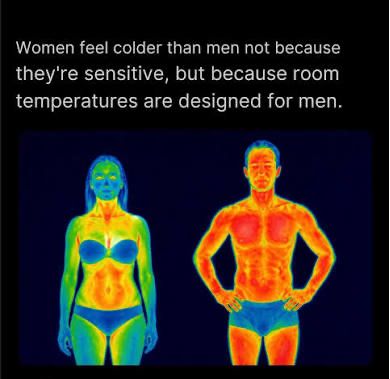 Women feel colder than men not because
they're sensitive, but because room
temperatures are designed for men.